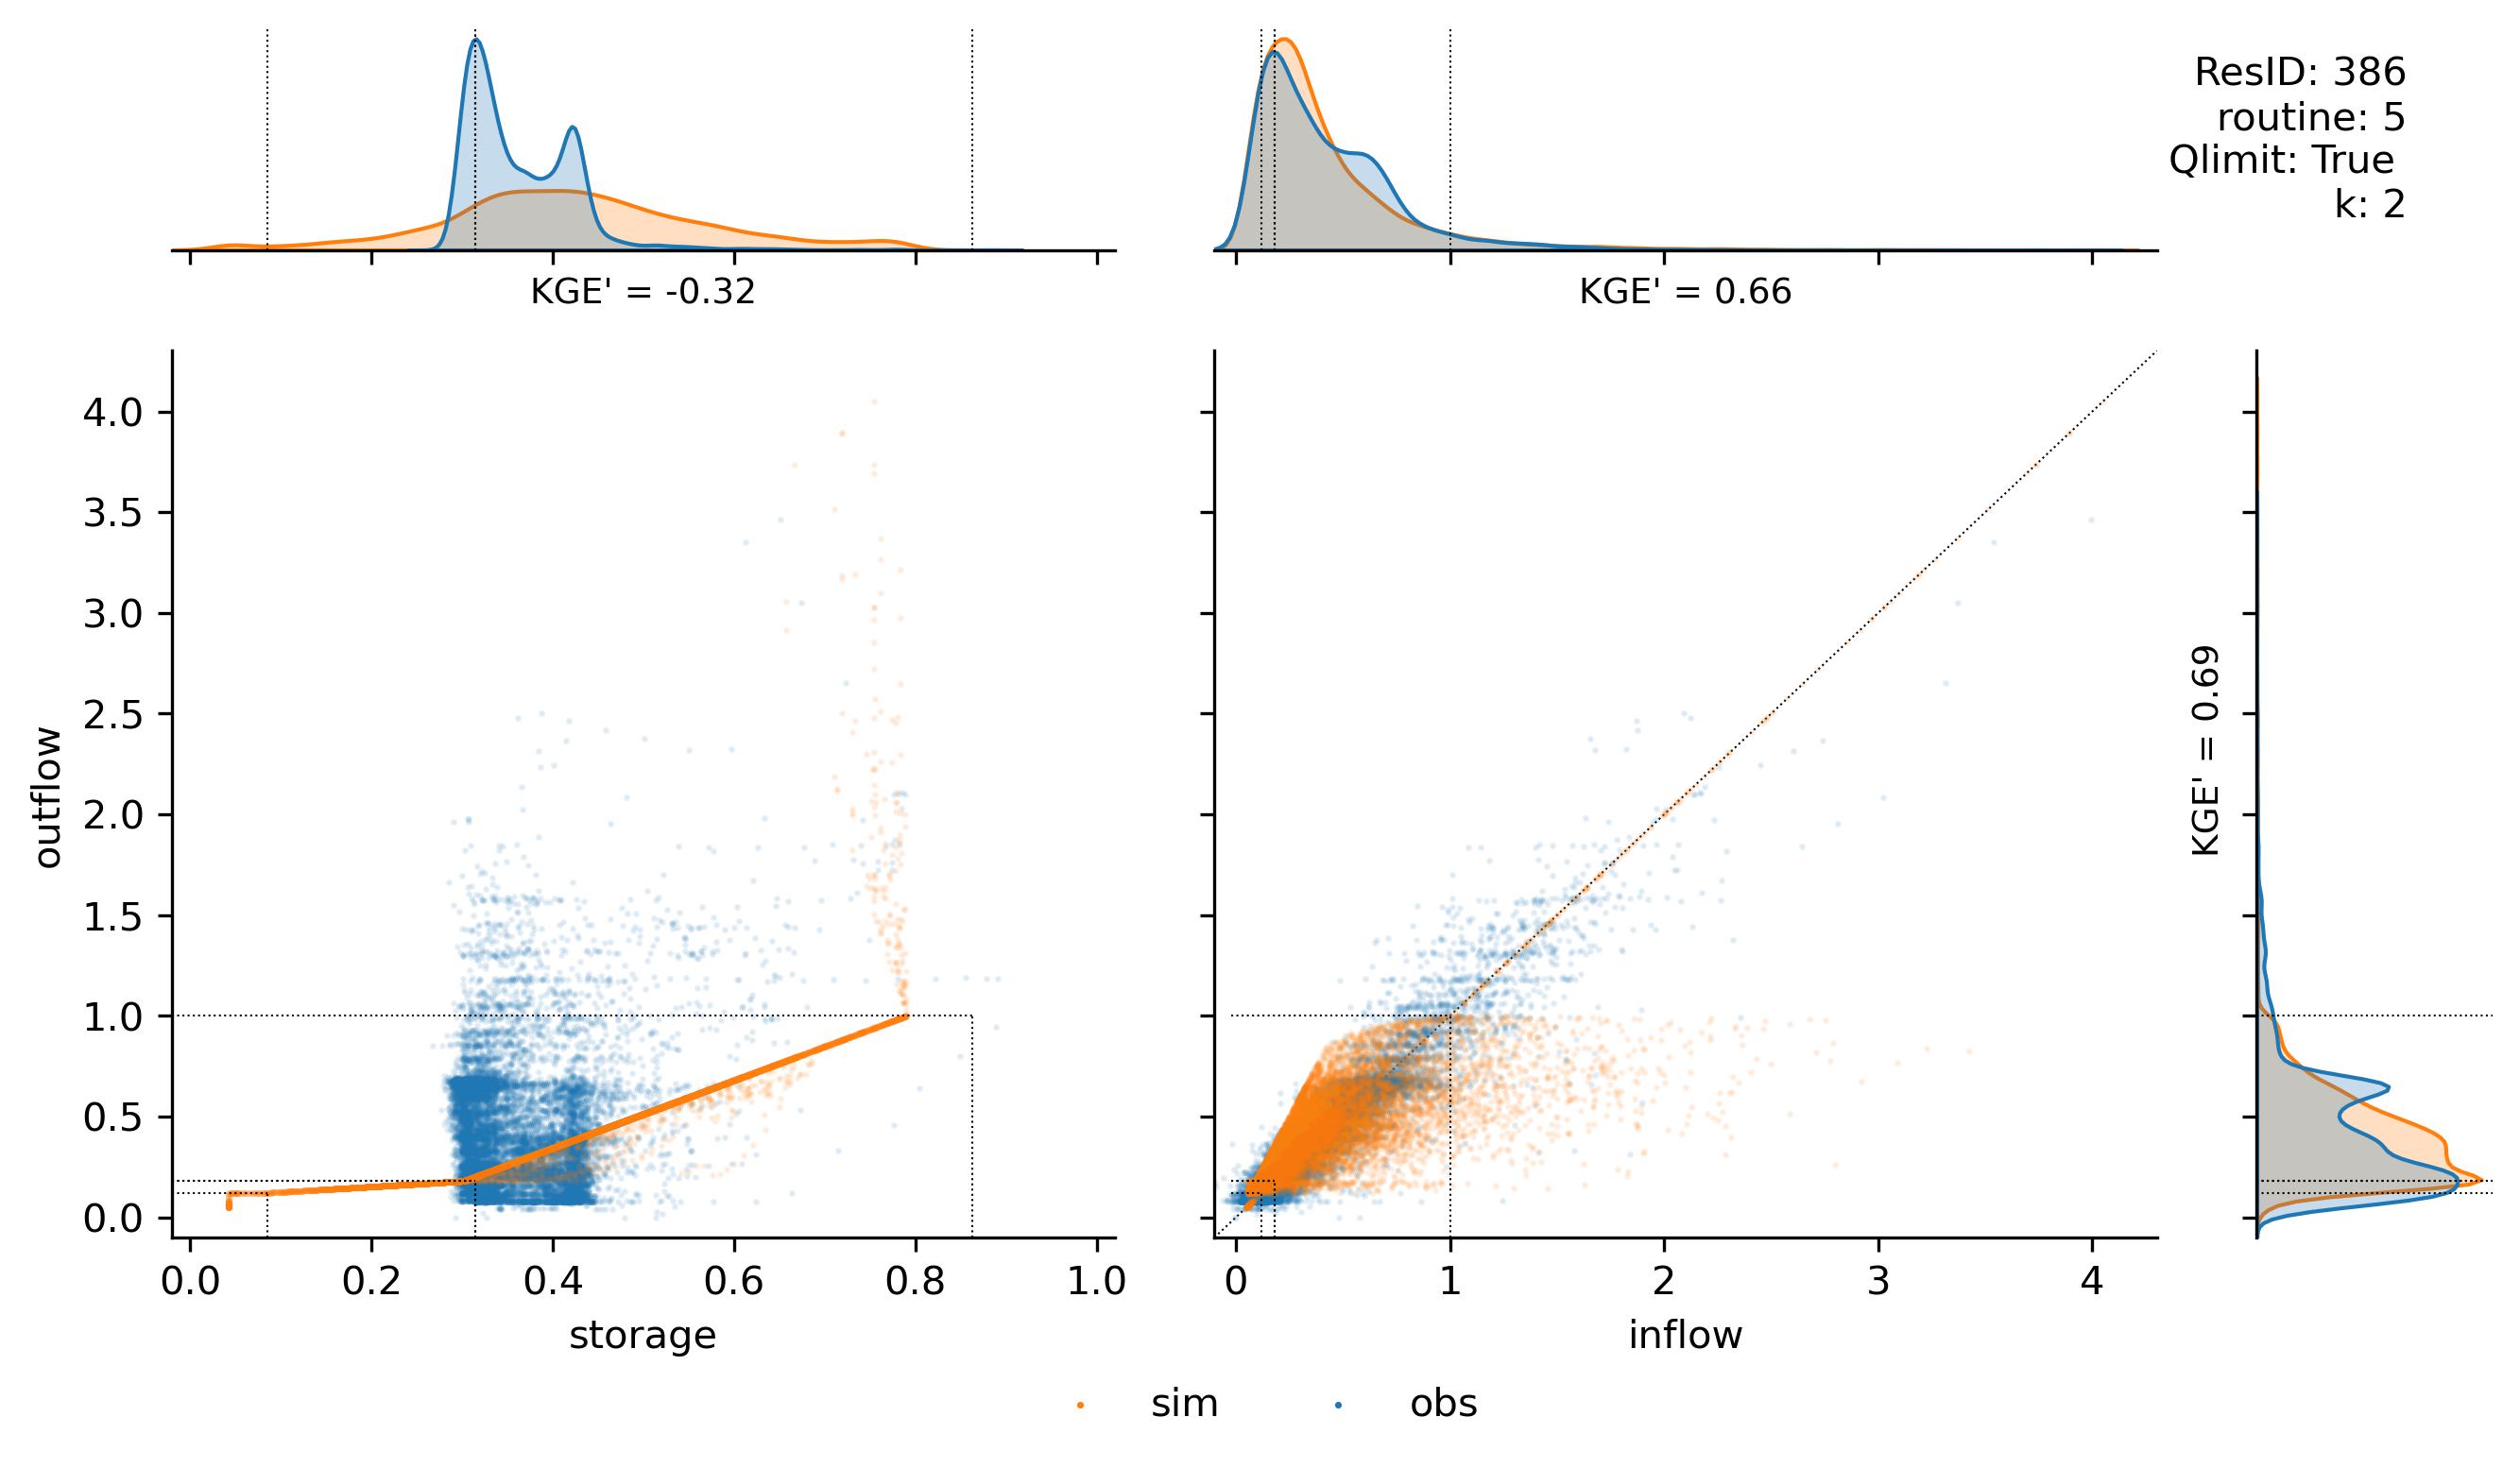 ResID: 386
routine: 5
Qlimit: True
k: 2
KGE' = -0.32
KGE' = 0.66
outflow
4.0
3.5
3.0
2.5
2.0
1.5
1.0
0.5
0.0
KGE' = 0.69
0.0 0.2 0.4 0.6 0.8 1.0
0 1 2 3 4
storage
inflow
sim obs